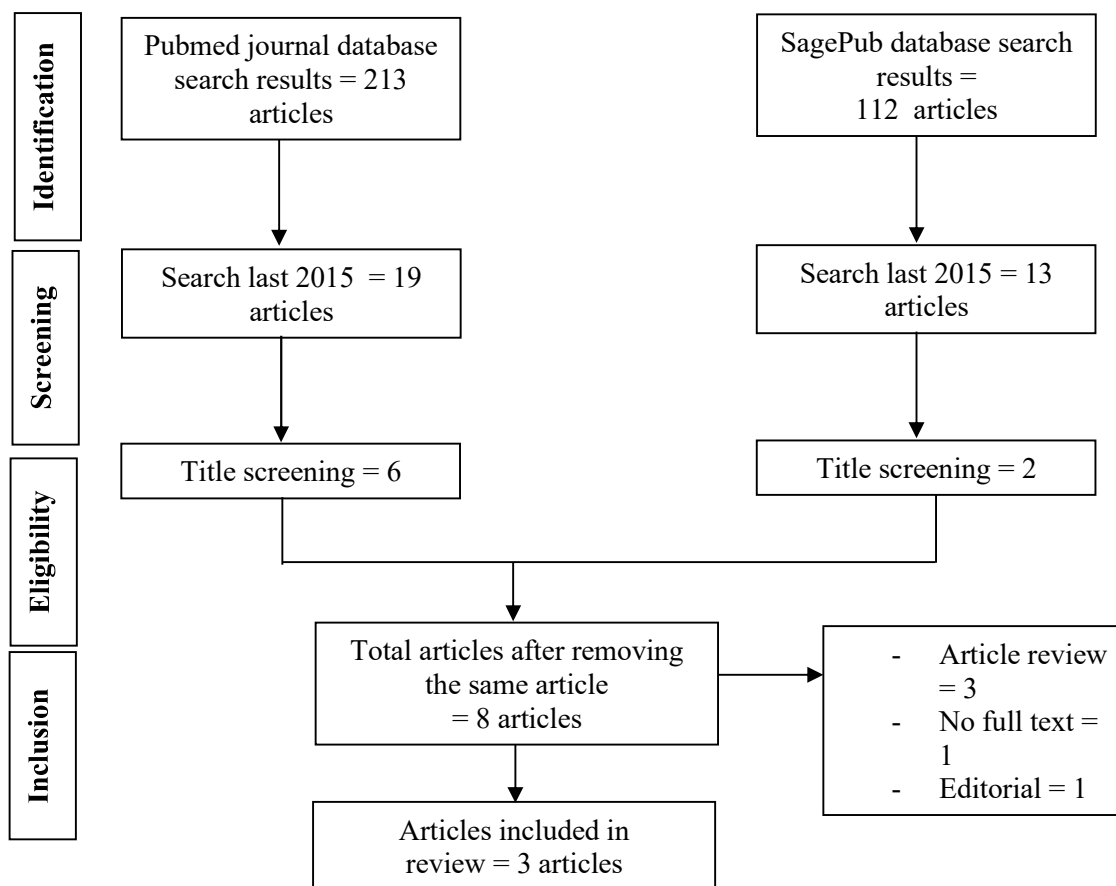 Identification
Pubmed journal database
search results = 213
articles
SagePub database search
results =
112 articles
Screening
Search last 2015 = 19
articles
Search last 2015 = 13
articles
Eligibility
Title screening = 6
Title screening = 2
Inclusion
Total articles after removing
the same article
= 8 articles
- Article review
= 3
- No full text =
1
- Editorial = 1
Articles included in
review = 3 articles